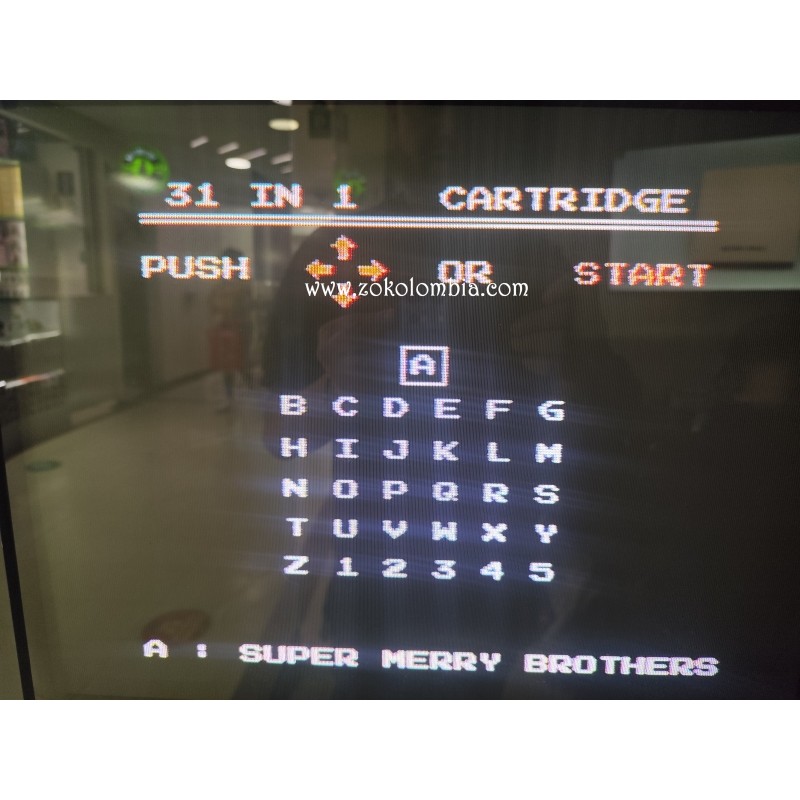 31 IN 1 CARTRIDGE
PUSH OR START
www.zokolombia.com
A
B C D E F G
H I J K L M
N O P Q R S
T U V W X Y
Z 1 2 3 4 5
A : SUPER MERRY BROTHERS